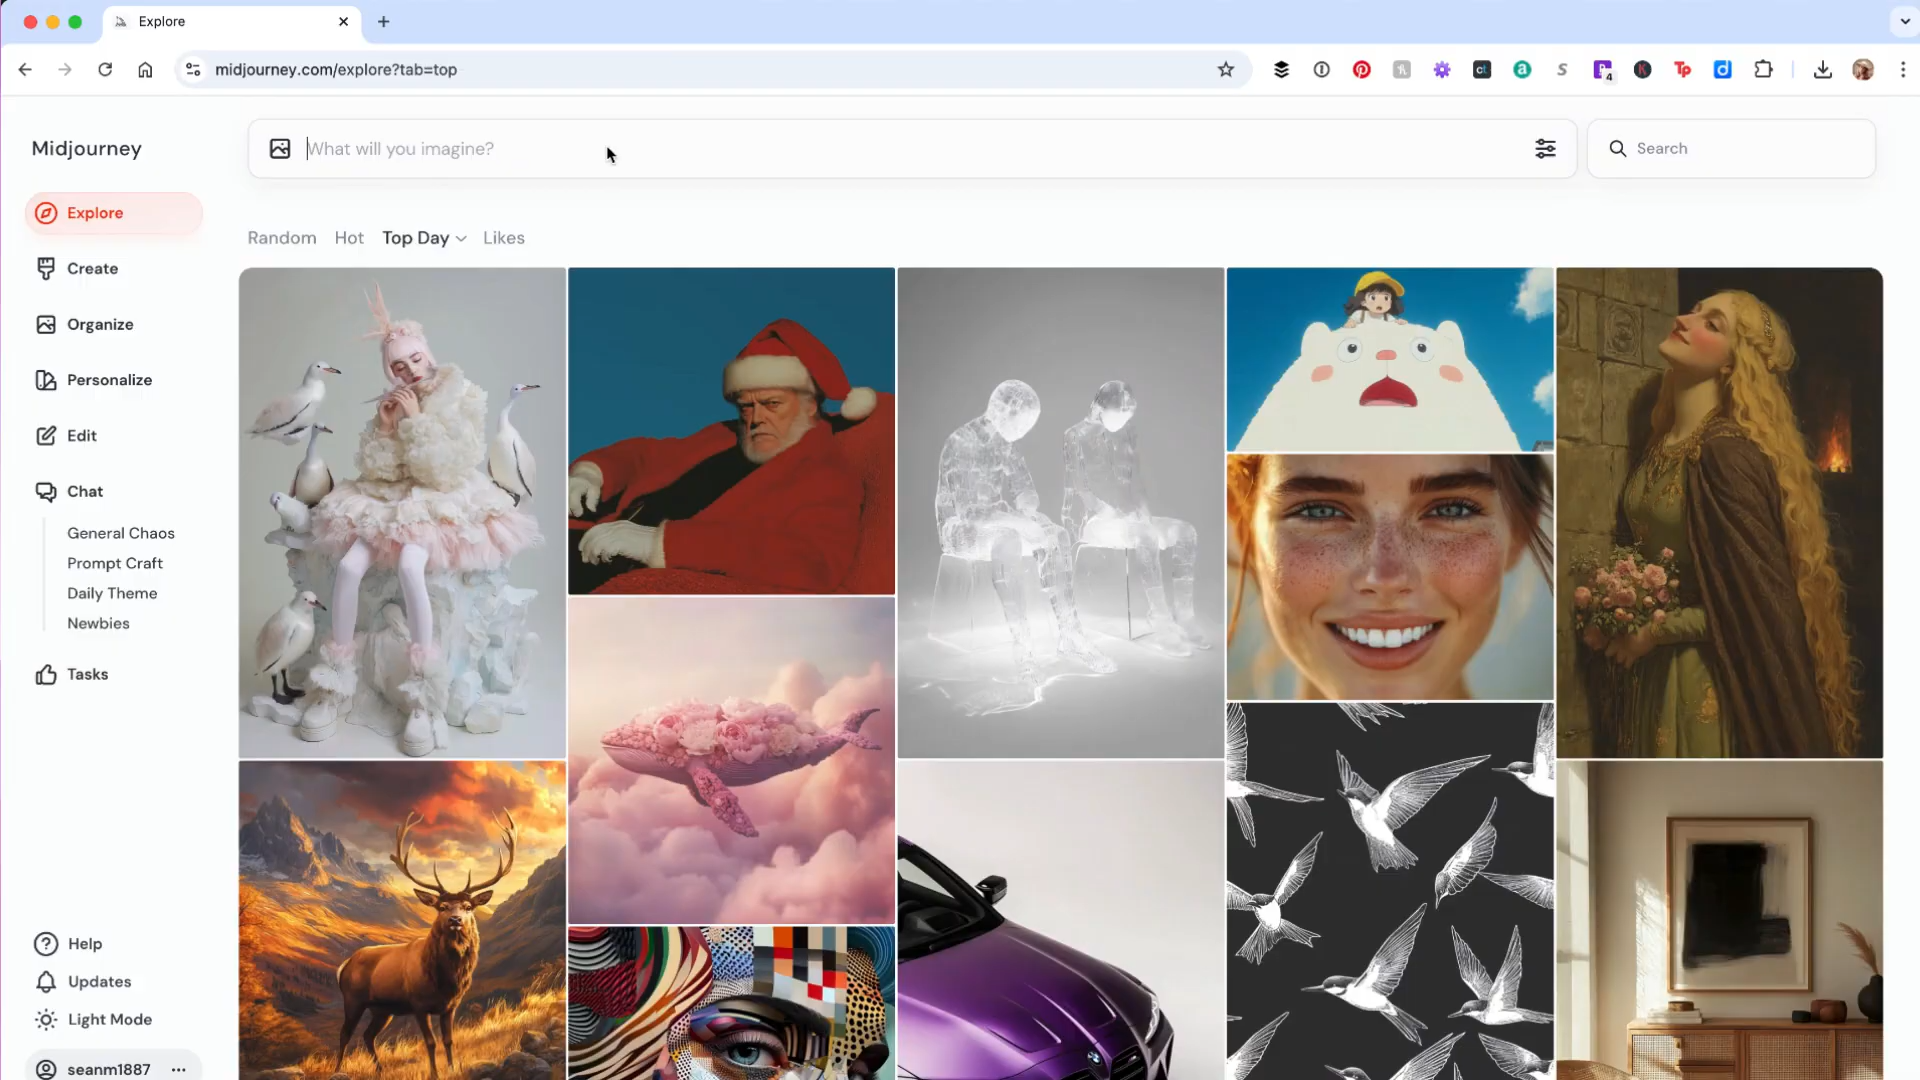 Explore
midjourney.com/explore?tab=top
4
Midjourney
What will you imagine?
Search
Explore
Create
Organize
Personalize
Edit
Chat
General Chaos
Prompt Craft
Daily Theme
Newbies
Tasks
Help
Updates
Light Mode
seanm1887
Random Hot Top Day Likes